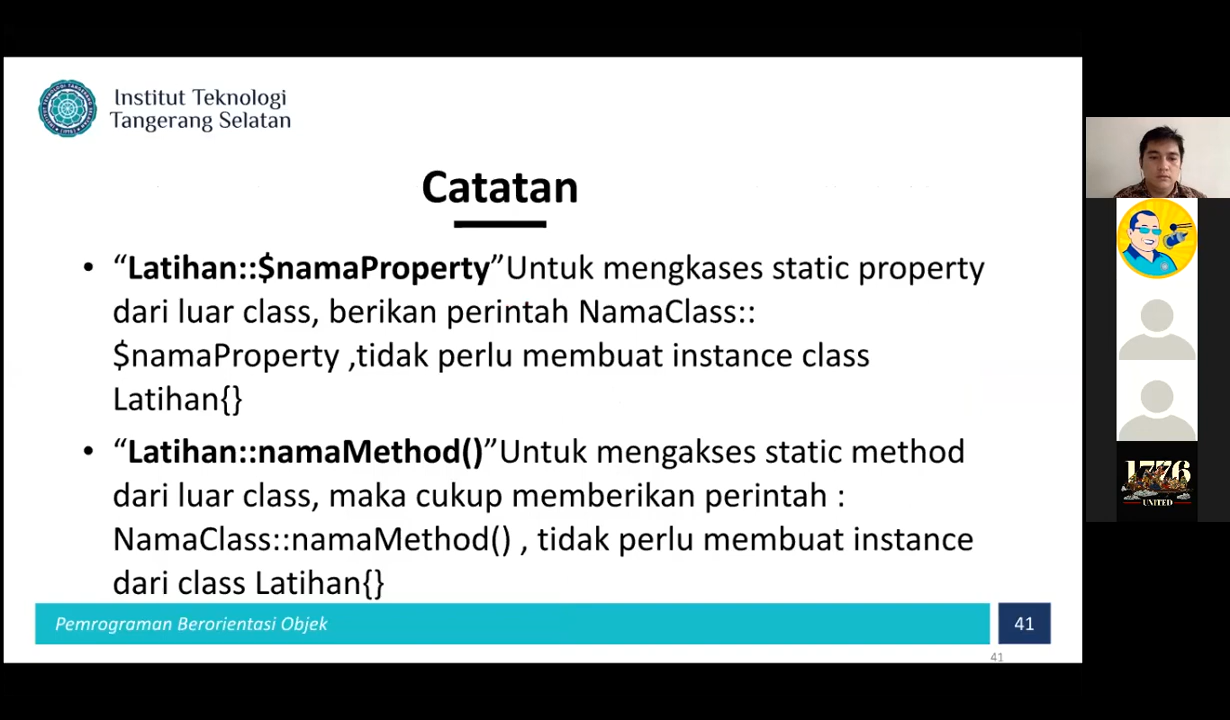 Institut Teknologi
Tangerang Selatan
Catatan
• “Latihan::$namaProperty”Untuk mengkases static property
dari luar class, berikan perintah NamaClass::
$namaProperty ,tidak perlu membuat instance class
Latihan{}
• “Latihan::namaMethod()”Untuk mengakses static method
dari luar class, maka cukup memberikan perintah :
NamaClass::namaMethod() , tidak perlu membuat instance
dari class Latihan{}
Pemrograman Berorientasi Objek
41
41
1776
UNITED